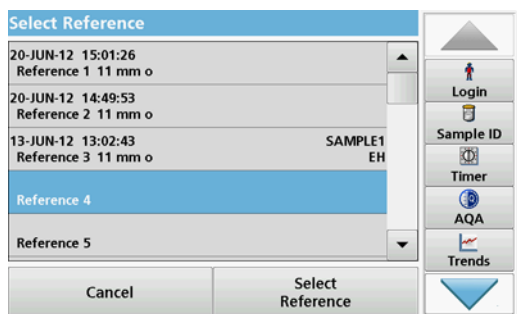 Select Reference
20-JUN-12 15:01:26
Reference 1 11 mm o
20-JUN-12 14:49:53
Reference 2 11 mm o
13-JUN-12 13:02:43 SAMPLE1
Reference 3 11 mm o EH
Reference 4
Reference 5
Cancel
Select
Reference
Login
Sample ID
Timer
AQA
Trends